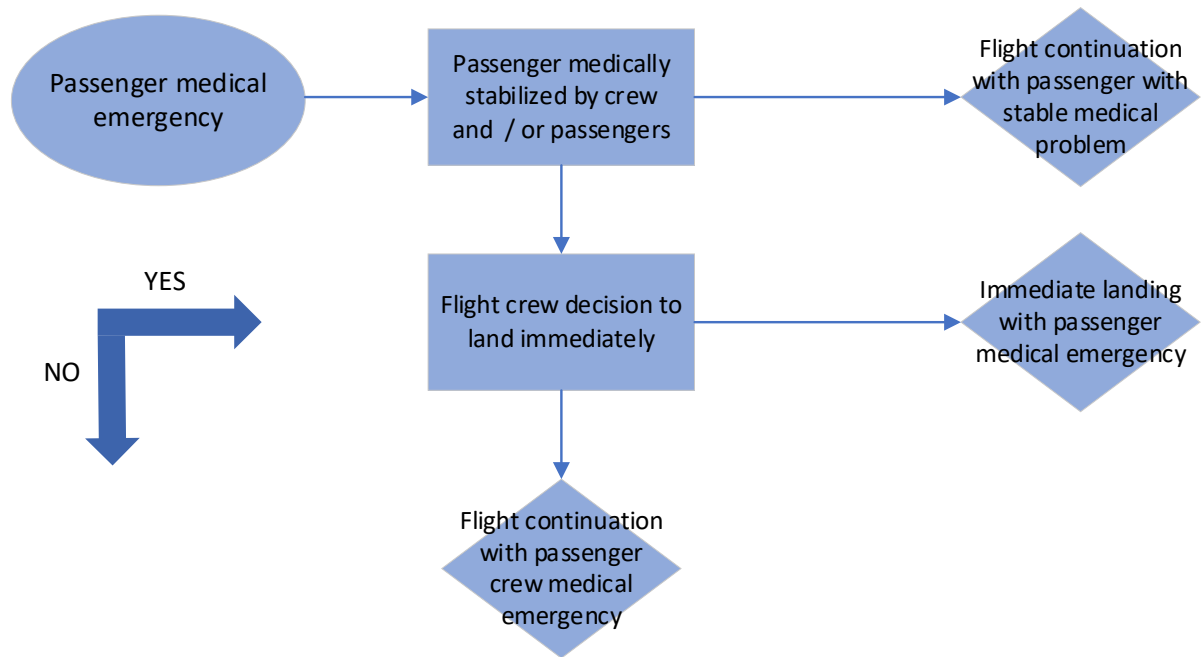 Passenger medical
emergency
Passenger medically
stabilized by crew
and / or passengers
Flight continuation
with passenger with
stable medical
problem
YES
NO
Flight crew decision to
land immediately
Immediate landing
with passenger
medical emergency
Flight continuation
with passenger
crew medical
emergency